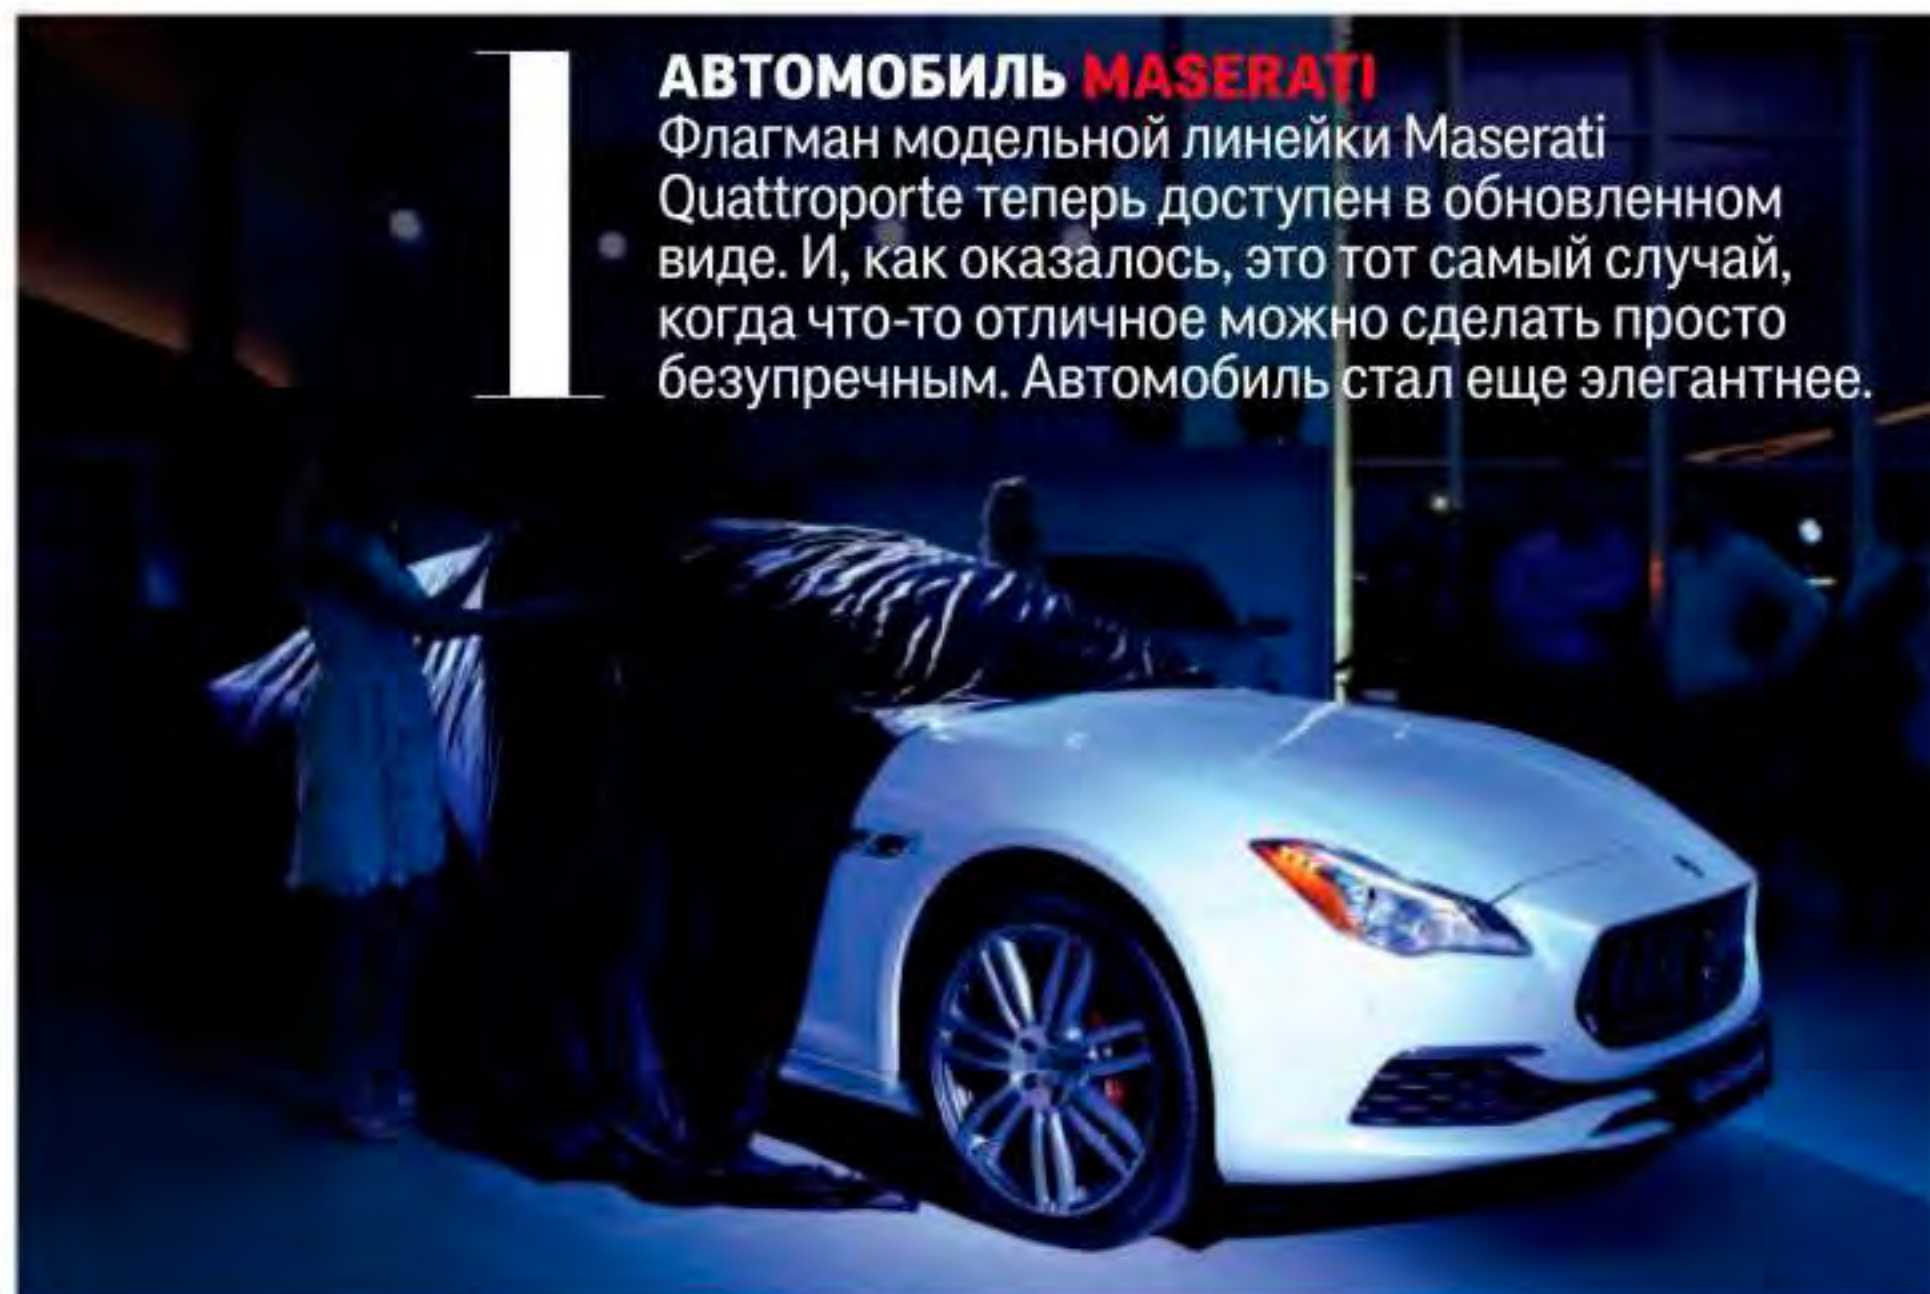 1
АВТОМОБИЛЬ MASERATI
Флагман модельной линейки Maserati
Quattroporte теперь доступен в обновленном
виде. И, как оказалось, это тот самый случай,
когда что-то отличное можно сделать просто
безупречным. Автомобиль стал еще элегантнее.